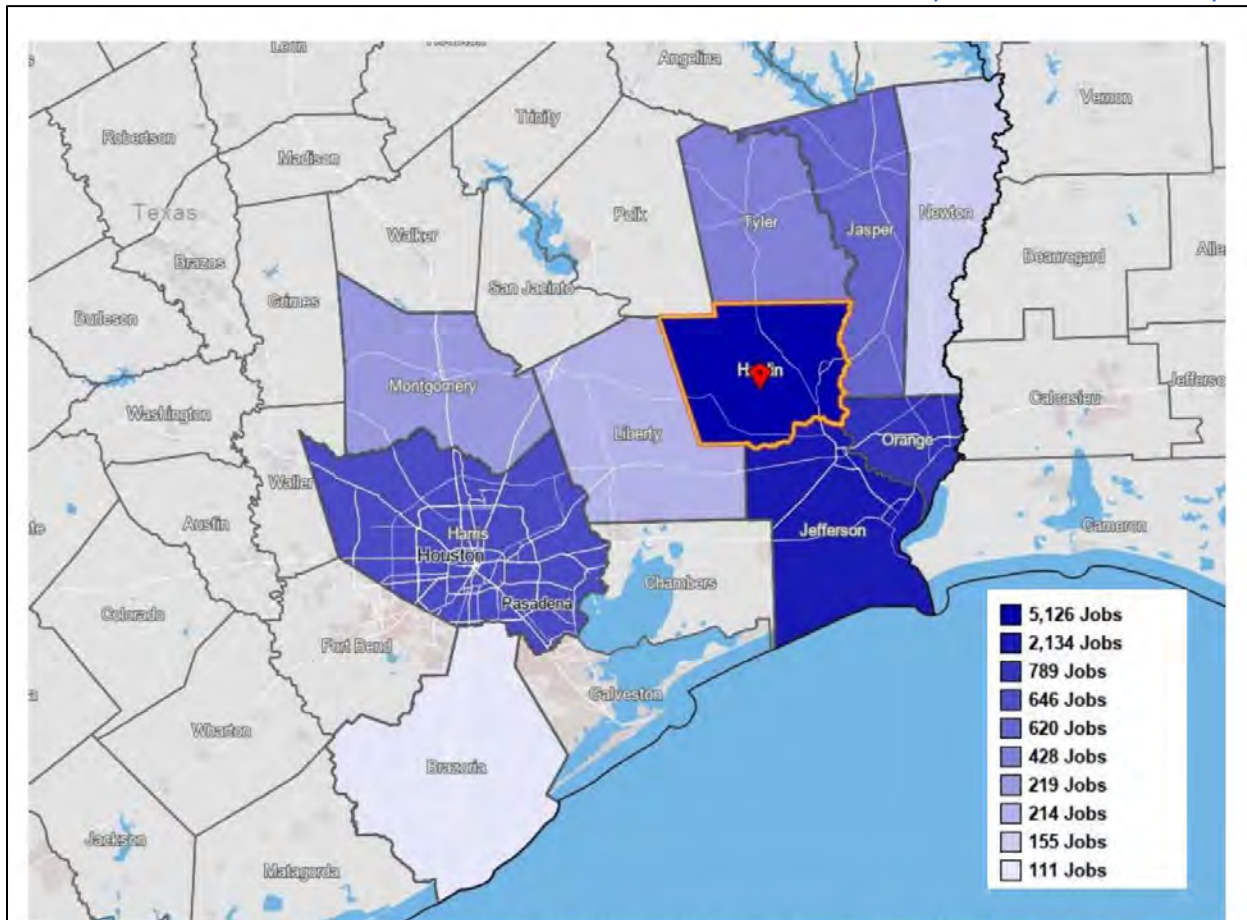 Angelina
Vernon
Robertson
Trinity
Madison
Texas
Polk
Tyler
Newton
Jasper
Walker
Brazos
Beauregard
Grimes
San Jacinto
Burleson
Montgomery
Hardin
Jefferson
Calcasieu
Washington
Liberty
Orange
Waller
Austin
Harris
Houston
Jefferson
Cameron
Chambers
Pasadena
Colorado
Fort Bend
Galveston
Wharton
Brazoria
Jackson
Matagorda
5,126 Jobs
2,134 Jobs
789 Jobs
646 Jobs
620 Jobs
428 Jobs
219 Jobs
214 Jobs
155 Jobs
111 Jobs